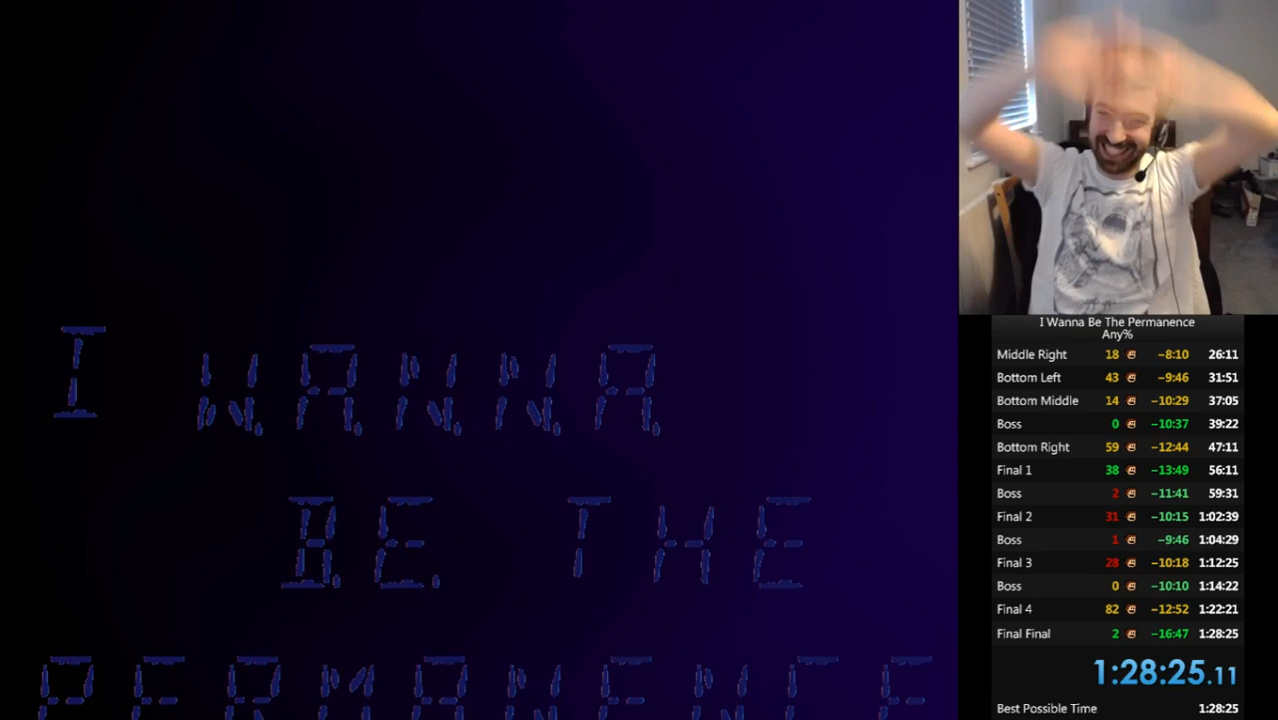 I WANNA
BE THE
PERMANENCE
I Wanna Be The Permanence
Any%
Middle Right 18 -8:10 26:11
Bottom Left 43 -9:46 31:51
Bottom Middle 14 -10:29 37:05
Boss 0 -10:37 39:22
Bottom Right 59 -12:44 47:11
Final 1 38 -13:49 56:11
Boss 2 -11:41 59:31
Final 2 31 -10:15 1:02:39
Boss 1 -9:46 1:04:29
Final 3 28 -10:18 1:12:25
Boss 0 -10:10 1:14:22
Final 4 82 -12:52 1:22:21
Final Final 2 -16:47 1:28:25
1:28:25.11
Best Possible Time 1:28:25